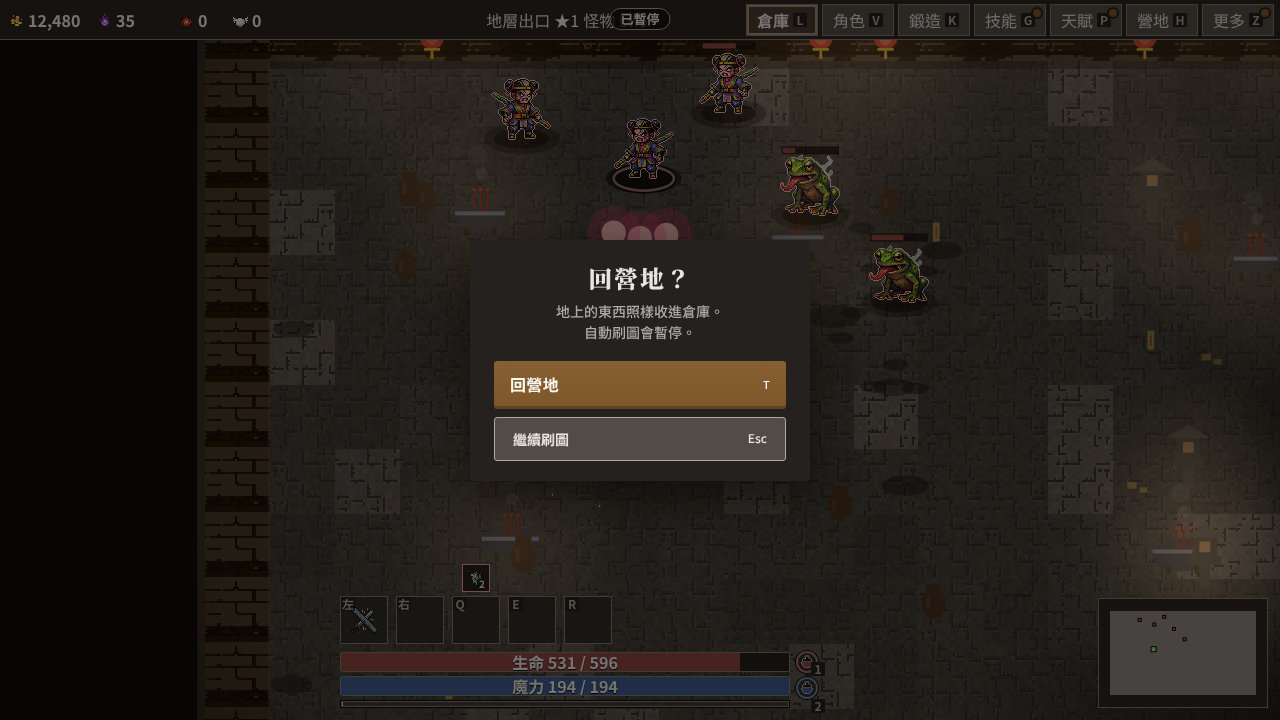 12,480
35
0
0
地層出口 ★1 怪物
已暫停
倉庫 L
角色 V
鍛造 K
技能 G
天賦 P
營地 H
更多 Z
回營地？
地上的東西照樣收進倉庫。
自動刷圖會暫停。
回營地 T
繼續刷圖 Esc
2
左
右
Q
E
R
生命 531 / 596
1
魔力 194 / 194
2